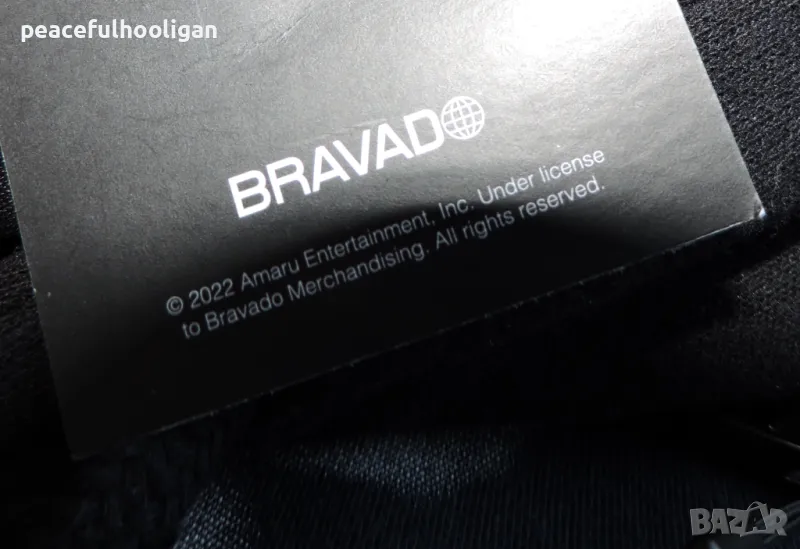 peacefulhooligan
BRAVADO
© 2022 Amaru Entertainment, Inc. Under license
to Bravado Merchandising. All rights reserved.
BAZAR